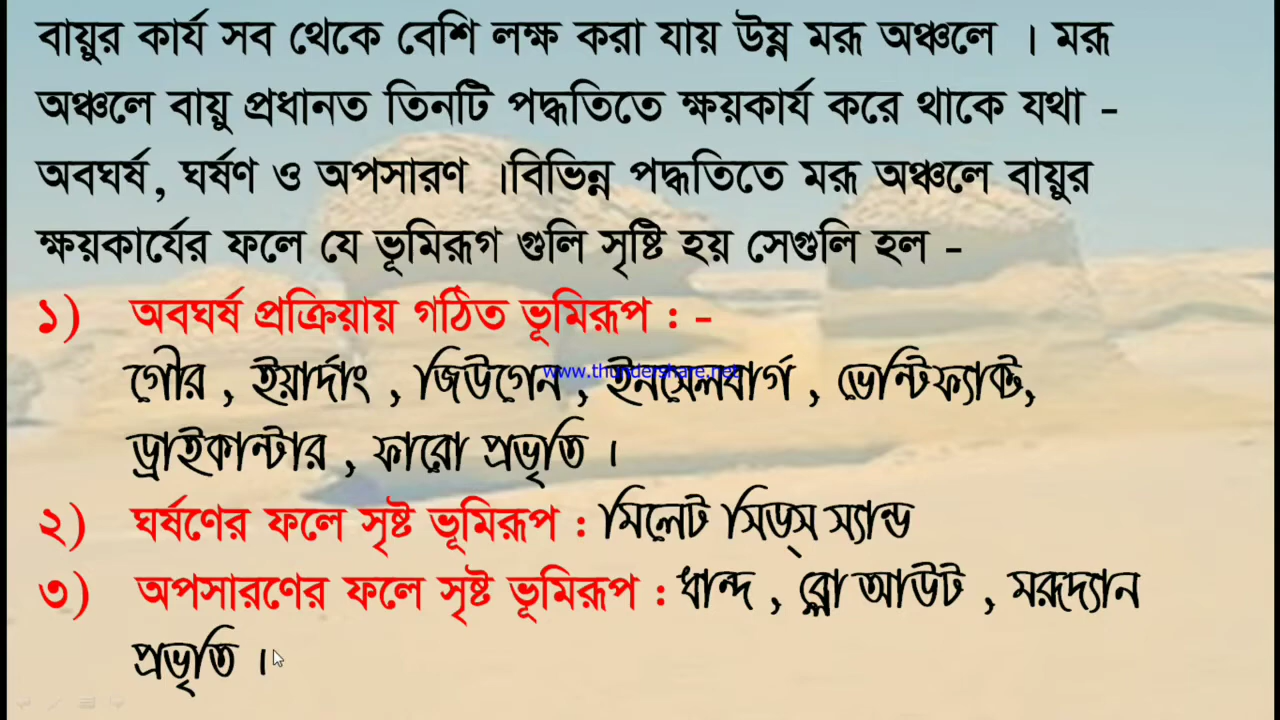 বায়ুর কার্য সব থেকে বেশি লক্ষ করা যায় উষ্ণ মরূ অঞ্চলে । মরূ
অঞ্চলে বায়ু প্রধানত তিনটি পদ্ধতিতে ক্ষয়কার্য করে থাকে যথা -
অবঘর্ষ, ঘর্ষণ ও অপসারণ ।বিভিন্ন পদ্ধতিতে মরূ অঞ্চলে বায়ুর
ক্ষয়কার্যের ফলে যে ভূমিরূগ গুলি সৃষ্টি হয় সেগুলি হল -
১) অবঘর্ষ প্রক্রিয়ায় গঠিত ভূমিরূপ : -
গৌর , ইয়ার্দাং , জিউগেন , ইনসেলবার্গ , ভেন্টিফ্যাক্ট,
www.thundershare.net
ড্রাইকান্টার , ফারো প্রভৃতি ।
২) ঘর্ষণের ফলে সৃষ্ট ভূমিরূপ : মিলেট সিড্স স্যান্ড
৩) অপসারণের ফলে সৃষ্ট ভূমিরূপ : ধান্দ , ব্লো আউট , মরূদ্যান
প্রভৃতি ।